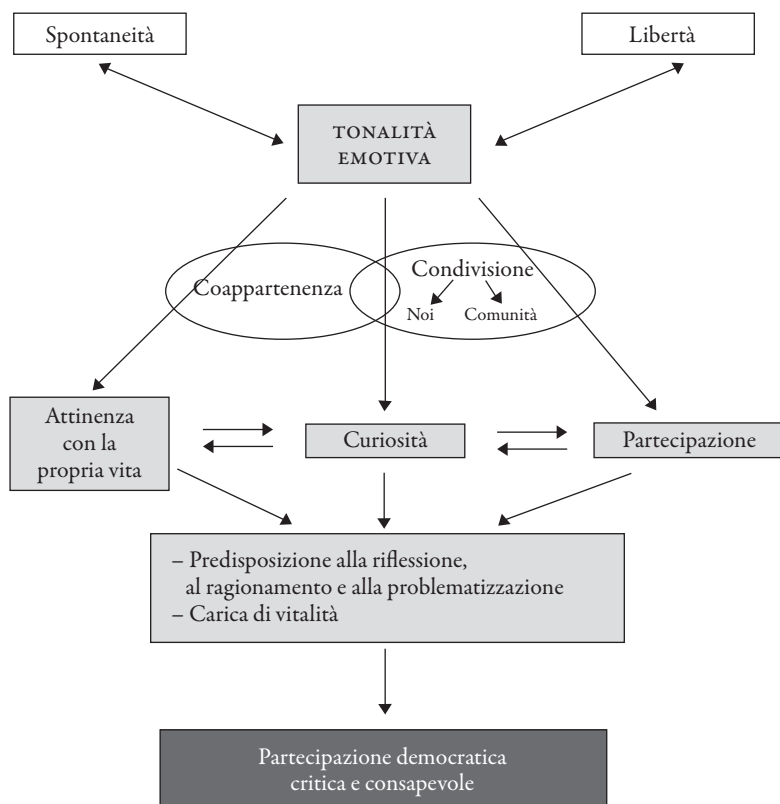 Spontaneità
Libertà
TONALITÀ
EMOTIVA
Coappartenenza
Condivisione
Noi
Comunità
Attinenza
con la
propria vita
Curiosità
Partecipazione
– Predisposizione alla riflessione,
al ragionamento e alla problematizzazione
– Carica di vitalità
Partecipazione democratica
critica e consapevole